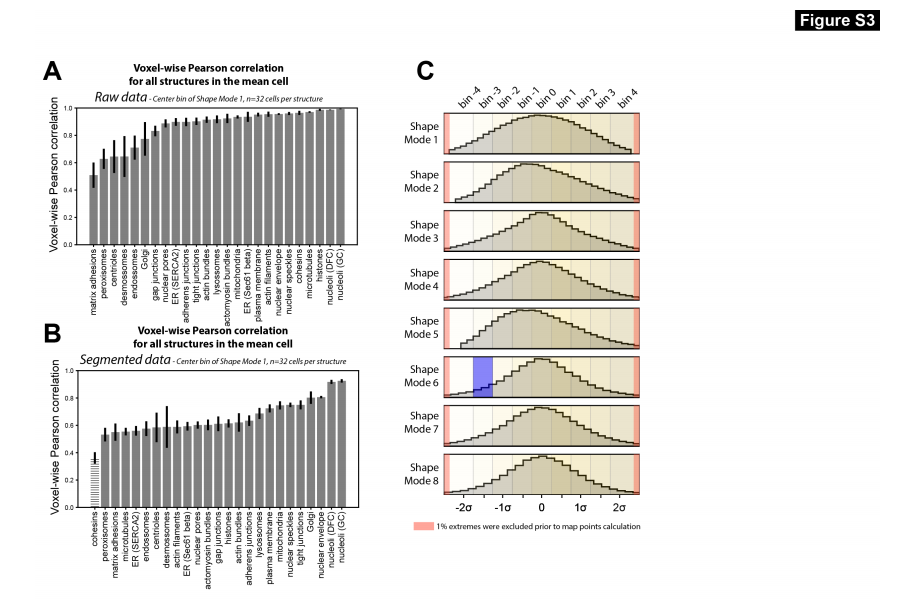 Figure S3
A
Voxel-wise Pearson correlation
for all structures in the mean cell
Raw data - Center bin of Shape Mode 1, n=32 cells per structure
Voxel-wise Pearson correlation
1.0
0.8
0.6
0.4
0.2
0.0
matrix adhesions
peroxisomes
centrioles
desmosomes
endosomes
Golgi
gap junctions
nuclear pores
ER (SERCA2)
adherens junctions
tight junctions
actin bundles
lysosomes
actomyosin bundles
mitochondria
ER (Sec61 beta)
plasma membrane
actin filaments
nuclear envelope
nuclear speckles
cohesins
microtubules
histones
nucleoli (DFC)
nucleoli (GC)
B
Voxel-wise Pearson correlation
for all structures in the mean cell
Segmented data - Center bin of Shape Mode 1, n=32 cells per structure
Voxel-wise Pearson correlation
1.0
0.8
0.6
0.4
0.2
0.0
cohesins
peroxisomes
matrix adhesions
microtubules
ER (SERCA2)
endosomes
centrioles
desmosomes
actin filaments
ER (Sec61 beta)
nuclear pores
actomyosin bundles
gap junctions
histones
actin bundles
adherens junctions
lysosomes
plasma membrane
mitochondria
nuclear speckles
tight junctions
Golgi
nuclear envelope
nucleoli (DFC)
nucleoli (GC)
C
bin -4
bin -3
bin -2
bin -1
bin 0
bin 1
bin 2
bin 3
bin 4
Shape
Mode 1
Shape
Mode 2
Shape
Mode 3
Shape
Mode 4
Shape
Mode 5
Shape
Mode 6
Shape
Mode 7
Shape
Mode 8
-2σ
-1σ
0
1σ
2σ
1% extremes were excluded prior to map points calculation